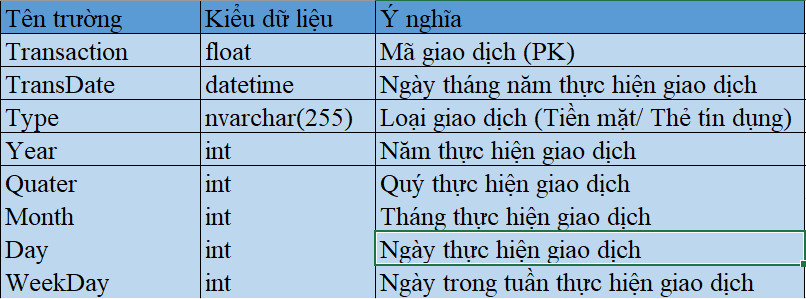 Tên trường Kiểu dữ liệu Ý nghĩa
Transaction float Mã giao dịch (PK)
TransDate datetime Ngày tháng năm thực hiện giao dịch
Type nvarchar(255) Loại giao dịch (Tiền mặt/ Thẻ tín dụng)
Year int Năm thực hiện giao dịch
Quater int Quý thực hiện giao dịch
Month int Tháng thực hiện giao dịch
Day int Ngày thực hiện giao dịch
WeekDay int Ngày trong tuần thực hiện giao dịch